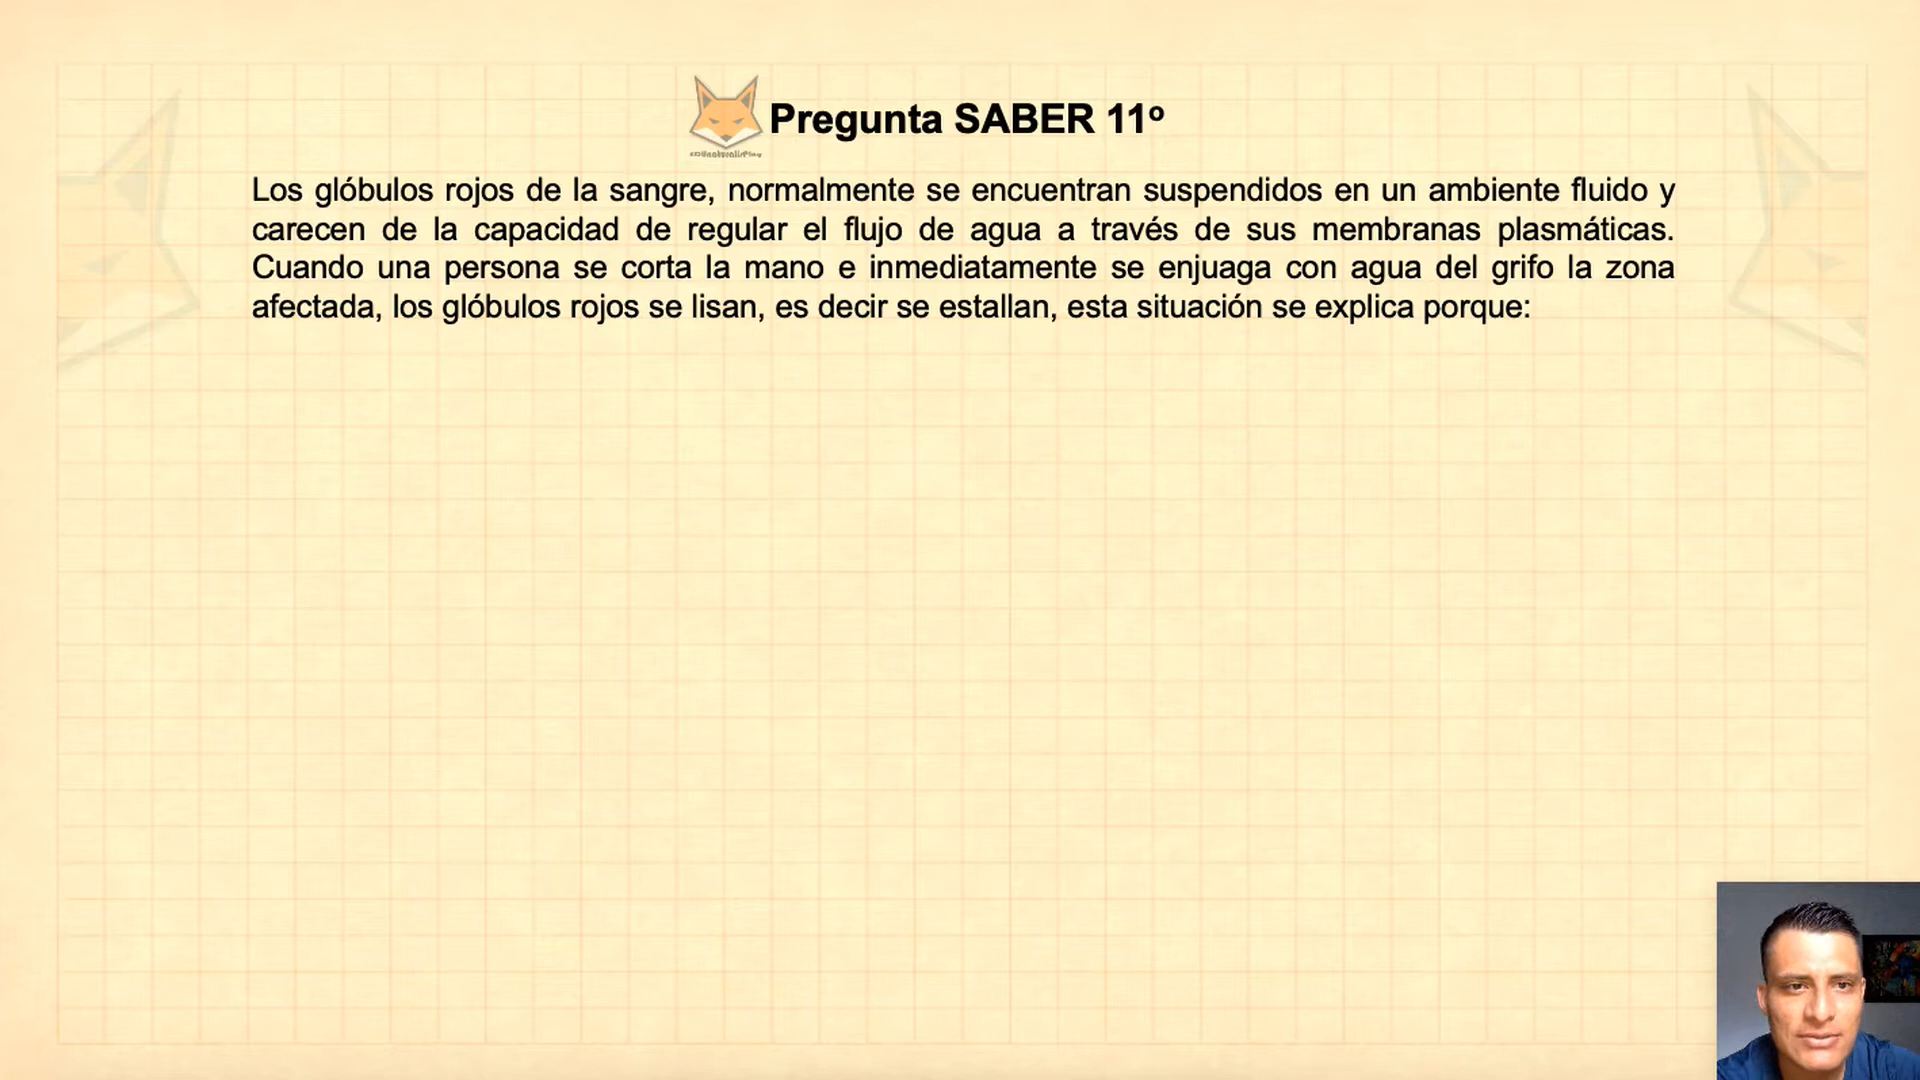 Pregunta SABER 11º
Los glóbulos rojos de la sangre, normalmente se encuentran suspendidos en un ambiente fluido y
carecen de la capacidad de regular el flujo de agua a través de sus membranas plasmáticas.
Cuando una persona se corta la mano e inmediatamente se enjuaga con agua del grifo la zona
afectada, los glóbulos rojos se lisan, es decir se estallan, esta situación se explica porque: